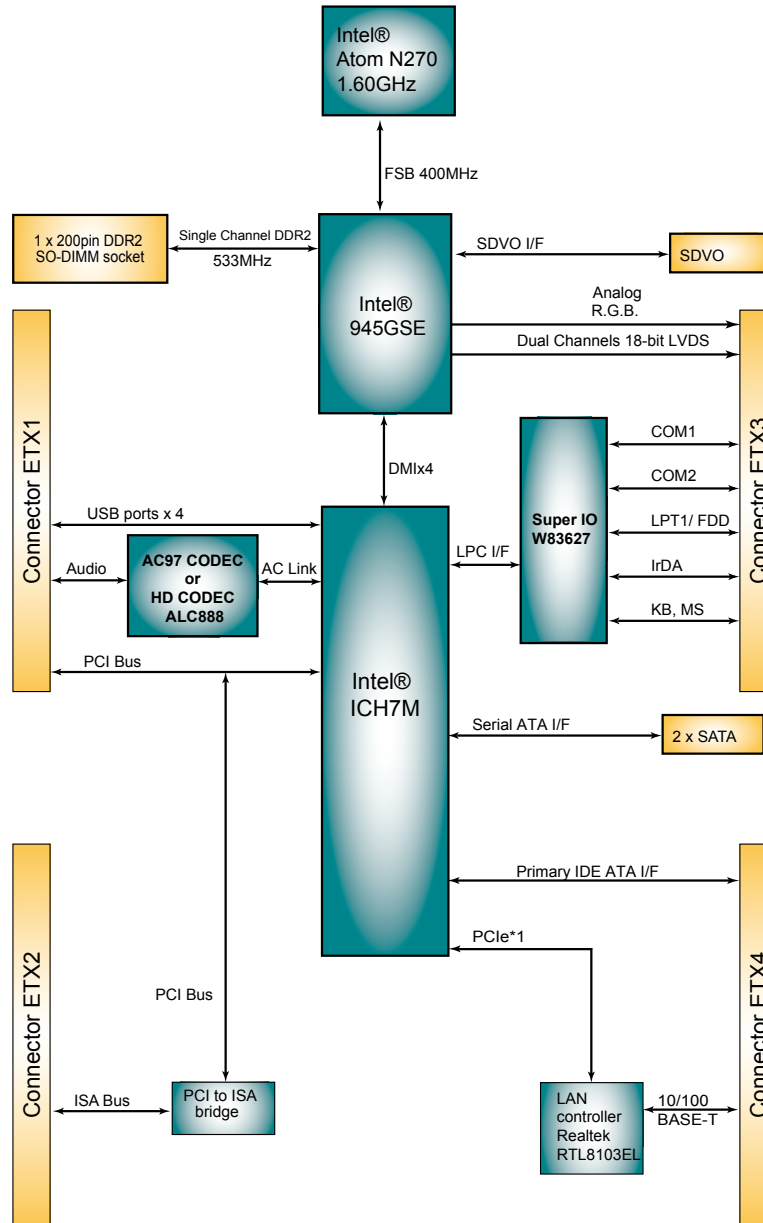 Intel®
Atom N270
1.60GHz
FSB 400MHz
1 x 200pin DDR2
SO-DIMM socket
Single Channel DDR2
533MHz
Intel®
945GSE
SDVO I/F
SDVO
Analog
R.G.B.
Dual Channels 18-bit LVDS
Connector ETX1
Connector ETX3
DMIx4
COM1
COM2
LPT1/ FDD
IrDA
KB, MS
Super IO
W83627
LPC I/F
USB ports x 4
Audio
AC97 CODEC
or
HD CODEC
ALC888
AC Link
PCI Bus
Intel®
ICH7M
Serial ATA I/F
2 x SATA
Primary IDE ATA I/F
PCIe*1
Connector ETX2
Connector ETX4
PCI Bus
ISA Bus
PCI to ISA
bridge
LAN
controller
Realtek
RTL8103EL
10/100
BASE-T